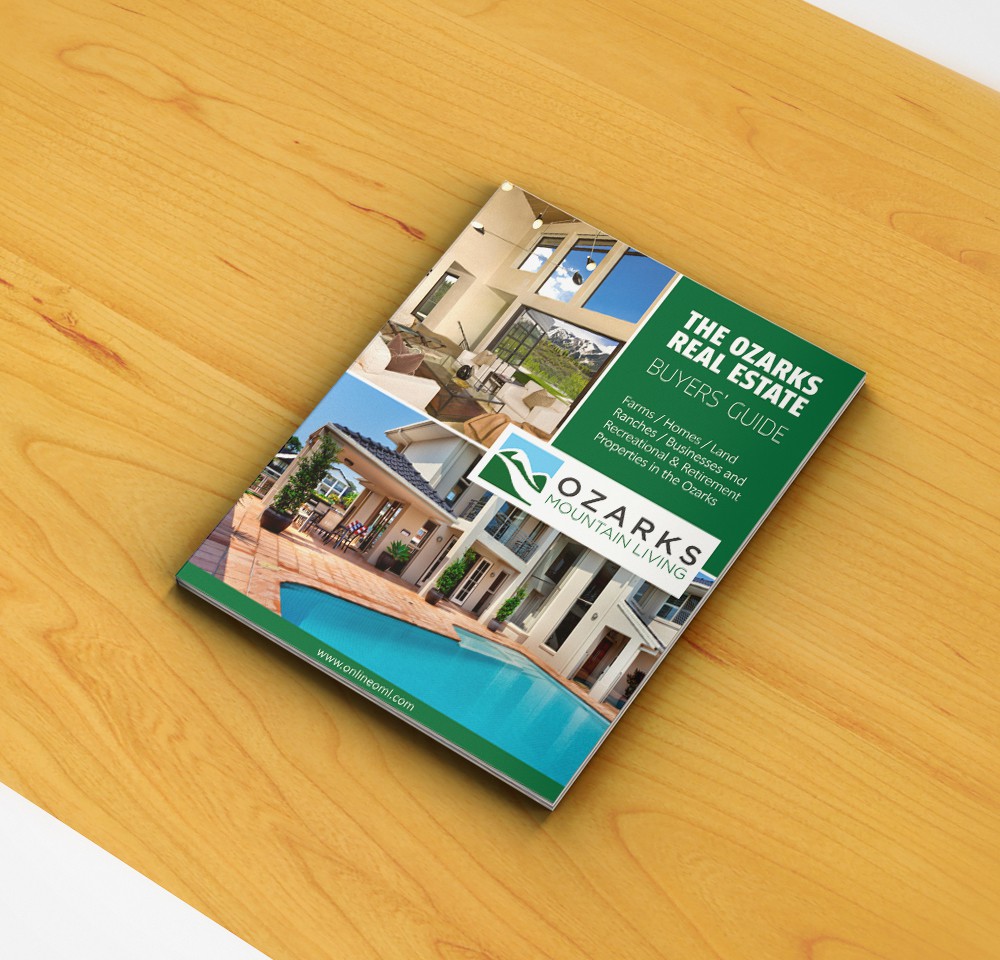 THE OZARKS
REAL ESTATE
BUYERS' GUIDE
Farms / Homes / Land
Ranches / Businesses and
Recreational & Retirement
Properties in the Ozarks
OZARKS
MOUNTAIN LIVING
www.onlineoml.com